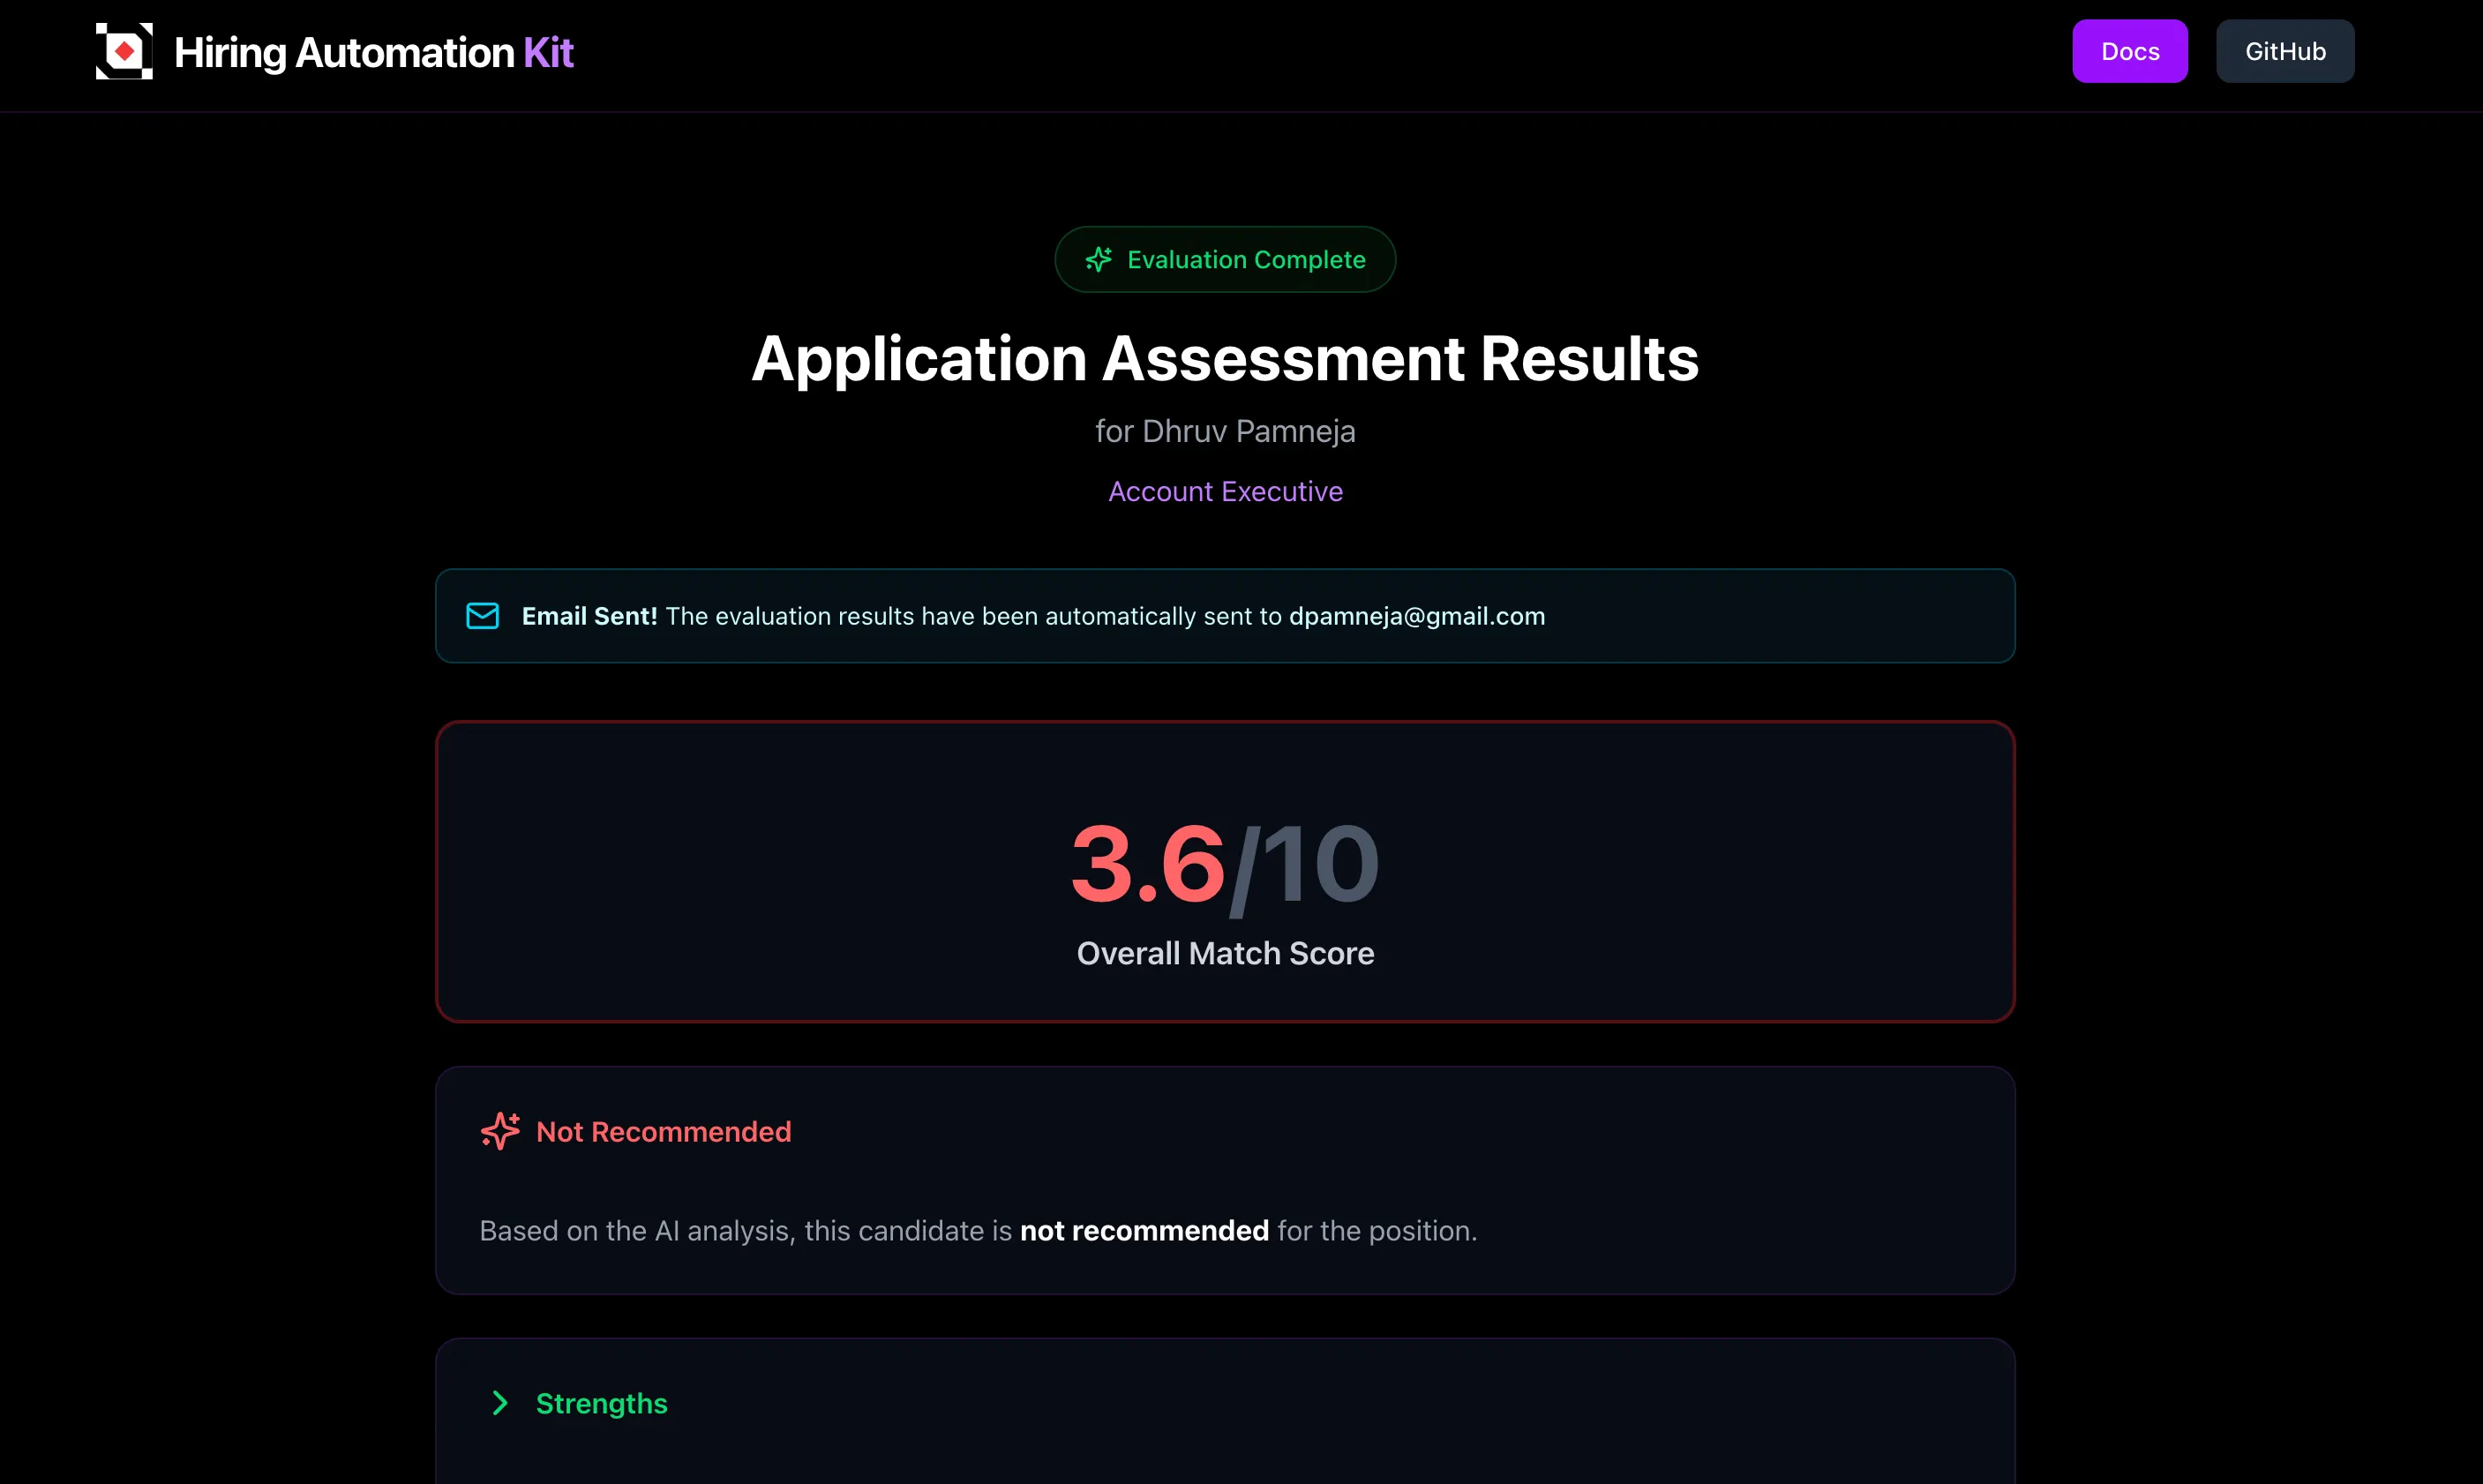 Hiring Automation Kit
Docs
GitHub
Evaluation Complete
Application Assessment Results
for Dhruv Pamneja
Account Executive
Email Sent! The evaluation results have been automatically sent to dpamneja@gmail.com
3.6/10
Overall Match Score
Not Recommended
Based on the AI analysis, this candidate is not recommended for the position.
Strengths